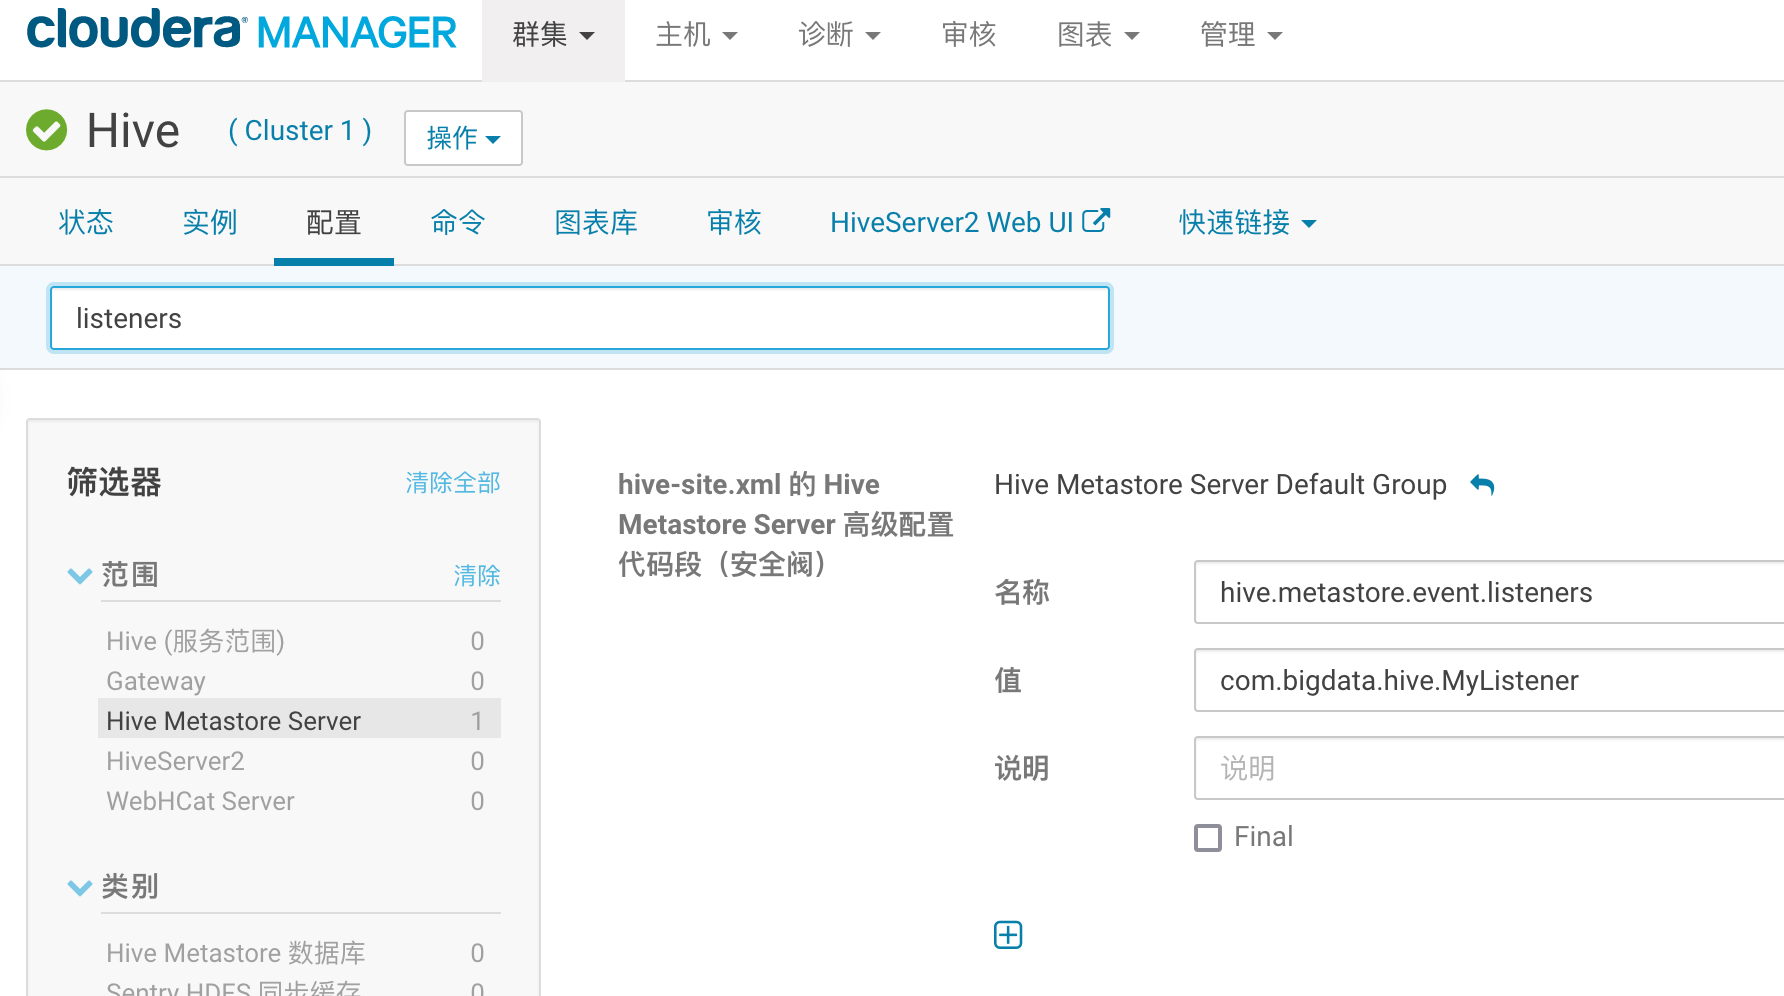 cloudera MANAGER 群集 主机 诊断 审核 图表 管理
Hive ( Cluster 1 ) 操作
状态 实例 配置 命令 图表库 审核 HiveServer2 Web UI 快速链接
listeners
筛选器 清除全部
范围 清除
Hive (服务范围) 0
Gateway 0
Hive Metastore Server 1
HiveServer2 0
WebHCat Server 0
类别
Hive Metastore 数据库 0
Sentry HDFS 同步缓存 0
hive-site.xml 的 Hive
Metastore Server 高级配置
代码段（安全阀）
Hive Metastore Server Default Group
名称 hive.metastore.event.listeners
值 com.bigdata.hive.MyListener
说明 说明
Final